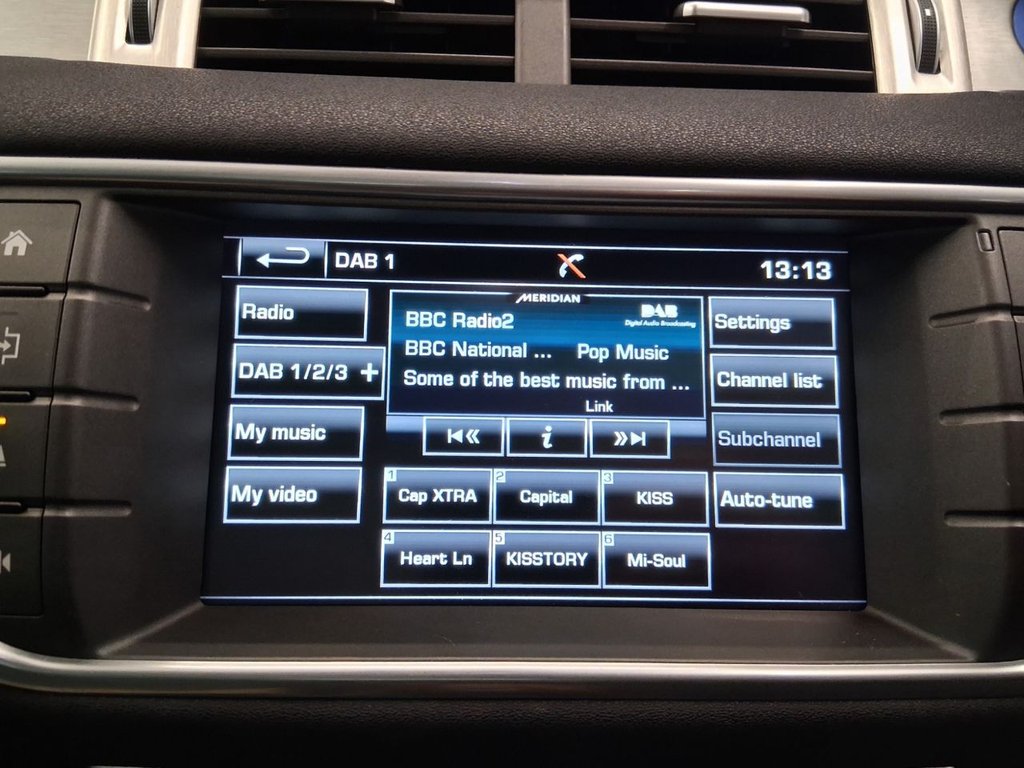 DAB 1
13:13
MERIDIAN
Radio
DAB 1/2/3 +
My music
My video
BBC Radio2
DAB
Digital Audio Broadcasting
BBC National ... Pop Music
Some of the best music from ...
Link
i
Settings
Channel list
Subchannel
Auto-tune
1 Cap XTRA
2 Capital
3 KISS
4 Heart Ln
5 KISSTORY
6 Mi-Soul